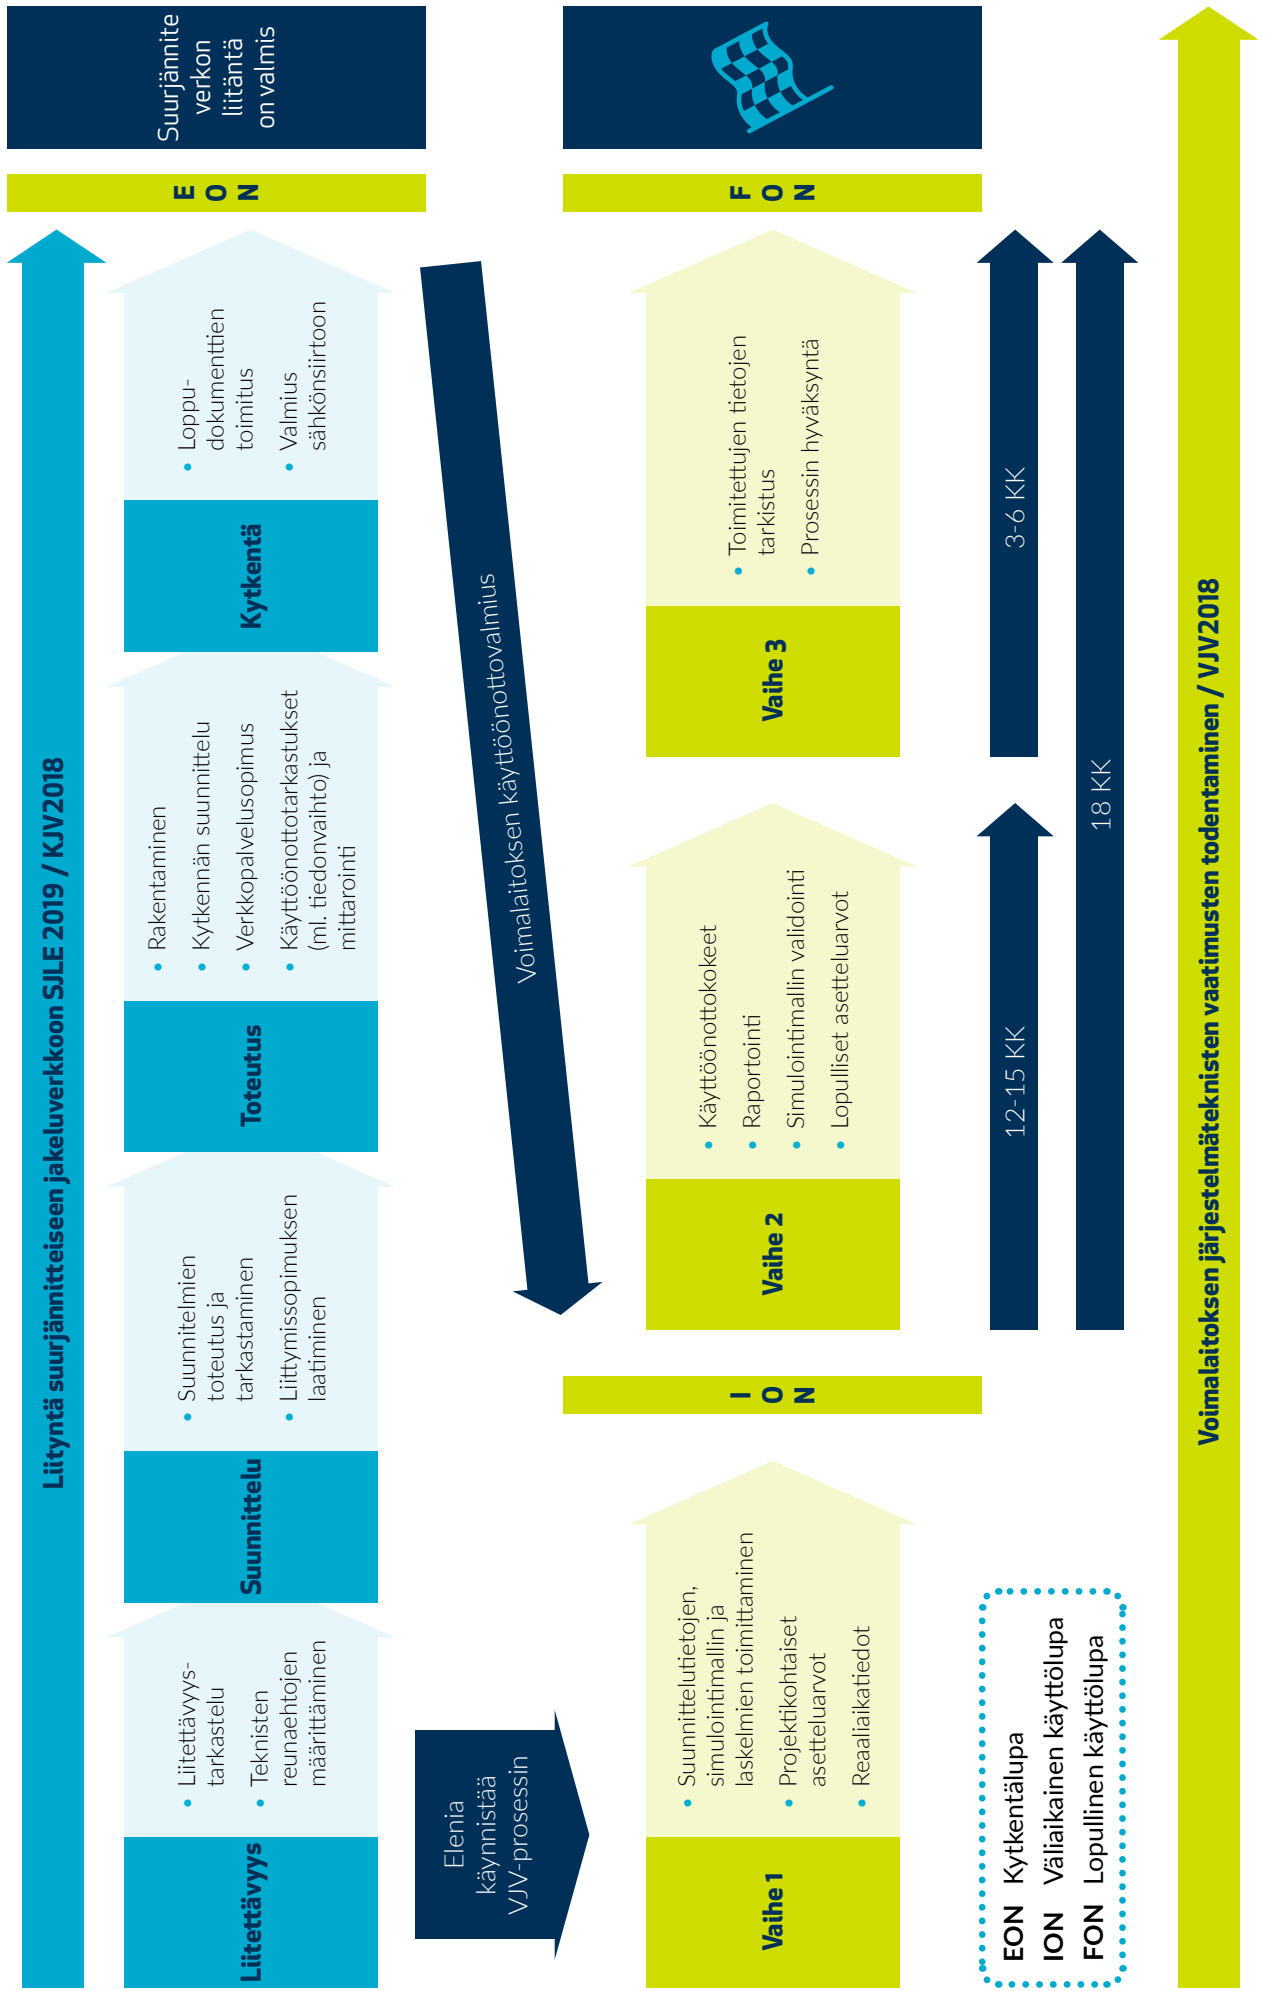 Liityntä suurjännitteiseen jakeluverkkoon SJLE 2019 / KJV2018
Liitettävyys
• Liitettävyys-
tarkastelu
• Teknisten
reunaehtojen
määrittäminen
Suunnittelu
• Suunnitelmien
toteutus ja
tarkastaminen
• Liittymissopimuksen
laatiminen
Toteutus
• Rakentaminen
• Kytkennän suunnittelu
• Verkkopalvelusopimus
• Käyttöönottotarkastukset
(ml. tiedonvaihto) ja
mittarointi
Kytkentä
• Loppu-
dokumenttien
toimitus
• Valmius
sähkönsiirtoon
E
O
N
Suurjännite
verkon
liitäntä
on valmis
Elenia
käynnistää
VJV-prosessin
Voimalaitoksen käyttöönottovalmius
Vaihe 1
• Suunnittelutietojen,
simulointimallin ja
laskelmien toimittaminen
• Projektikohtaiset
asetteluarvot
• Reaaliaikatiedot
I
O
N
Vaihe 2
• Käyttöönottokokeet
• Raportointi
• Simulointimallin validointi
• Lopulliset asetteluarvot
Vaihe 3
• Toimitettujen tietojen
tarkistus
• Prosessin hyväksyntä
F
O
N
12-15 KK
3-6 KK
18 KK
EON Kytkentälupa
ION Väliaikainen käyttölupa
FON Lopullinen käyttölupa
Voimalaitoksen järjestelmäteknisten vaatimusten todentaminen / VJV2018